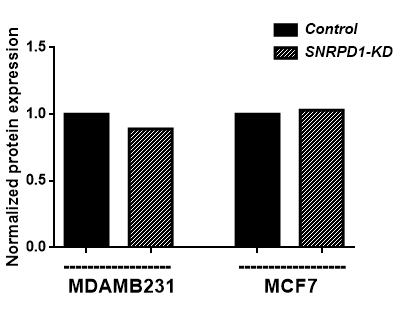 Control
SNRPD1-KD
Normalized protein expression
1.5
1.0
0.5
0.0
MDAMB231
MCF7